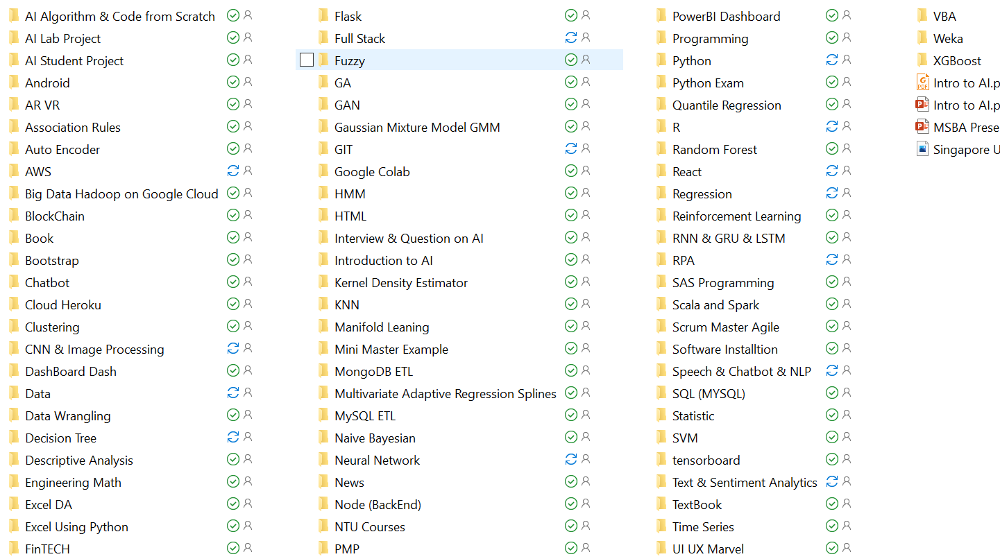 AI Algorithm & Code from Scratch
AI Lab Project
AI Student Project
Android
AR VR
Association Rules
Auto Encoder
AWS
Big Data Hadoop on Google Cloud
BlockChain
Book
Bootstrap
Chatbot
Cloud Heroku
Clustering
CNN & Image Processing
DashBoard Dash
Data
Data Wrangling
Decision Tree
Descriptive Analysis
Engineering Math
Excel DA
Excel Using Python
FinTECH
Flask
Full Stack
Fuzzy
GA
GAN
Gaussian Mixture Model GMM
GIT
Google Colab
HMM
HTML
Interview & Question on AI
Introduction to AI
Kernel Density Estimator
KNN
Manifold Leaning
Mini Master Example
MongoDB ETL
Multivariate Adaptive Regression Splines
MySQL ETL
Naive Bayesian
Neural Network
News
Node (BackEnd)
NTU Courses
PMP
PowerBI Dashboard
Programming
Python
Python Exam
Quantile Regression
R
Random Forest
React
Regression
Reinforcement Learning
RNN & GRU & LSTM
RPA
SAS Programming
Scala and Spark
Scrum Master Agile
Software Installtion
Speech & Chatbot & NLP
SQL (MYSQL)
Statistic
SVM
tensorboard
Text & Sentiment Analytics
TextBook
Time Series
UI UX Marvel
VBA
Weka
XGBoost
PDF Intro to AI.p
P Intro to AI.p
P MSBA Prese
Singapore U